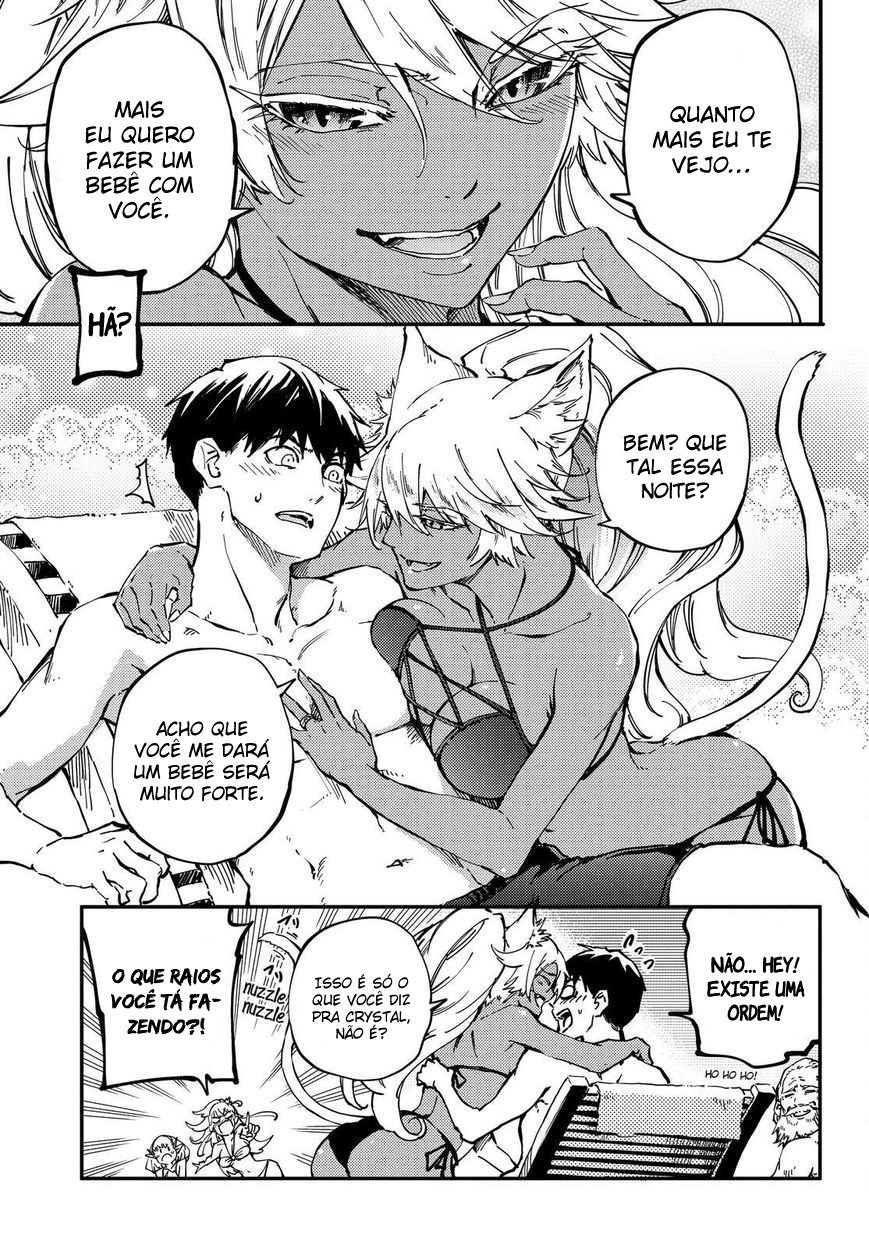 QUANTO
MAIS EU TE
VEJO...
MAIS
EU QUERO
FAZER UM
BEBÊ COM
VOCÊ.
HÃ?
BEM? QUE
TAL ESSA
NOITE?
ACHO QUE
VOCÊ ME DARÁ
UM BEBÊ SERÁ
MUITO FORTE.
NÃO... HEY!
EXISTE UMA
ORDEM!
HO HO HO!
ISSO É SÓ O
QUE VOCÊ DIZ
PRA CRYSTAL,
NÃO É?
nuzzle
nuzzle
O QUE RAIOS
VOCÊ TÁ FA-
ZENDO?!